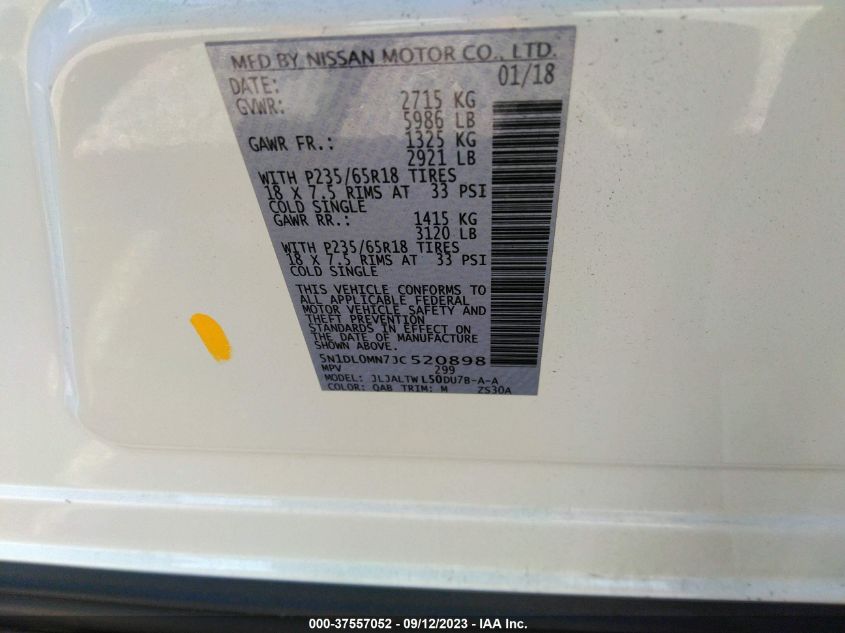 MFD BY NISSAN MOTOR CO., LTD.
DATE: 01/18
GVWR: 2715 KG
5986 LB
GAWR FR.: 1325 KG
2921 LB
WITH P235/65R18 TIRES
18 X 7.5 RIMS AT 33 PSI
COLD SINGLE
GAWR RR.: 1415 KG
3120 LB
WITH P235/65R18 TIRES
18 X 7.5 RIMS AT 33 PSI
COLD SINGLE
THIS VEHICLE CONFORMS TO
ALL APPLICABLE FEDERAL
MOTOR VEHICLE SAFETY AND
THEFT PREVENTION
STANDARDS IN EFFECT ON
THE DATE OF MANUFACTURE
SHOWN ABOVE.
5N1DL0MN7JC520898
MPV 299
MODEL: JLJALTWL50DU7B-A-A
COLOR: QAB TRIM: M ZS30A
000-37557052 - 09/12/2023 - IAA Inc.